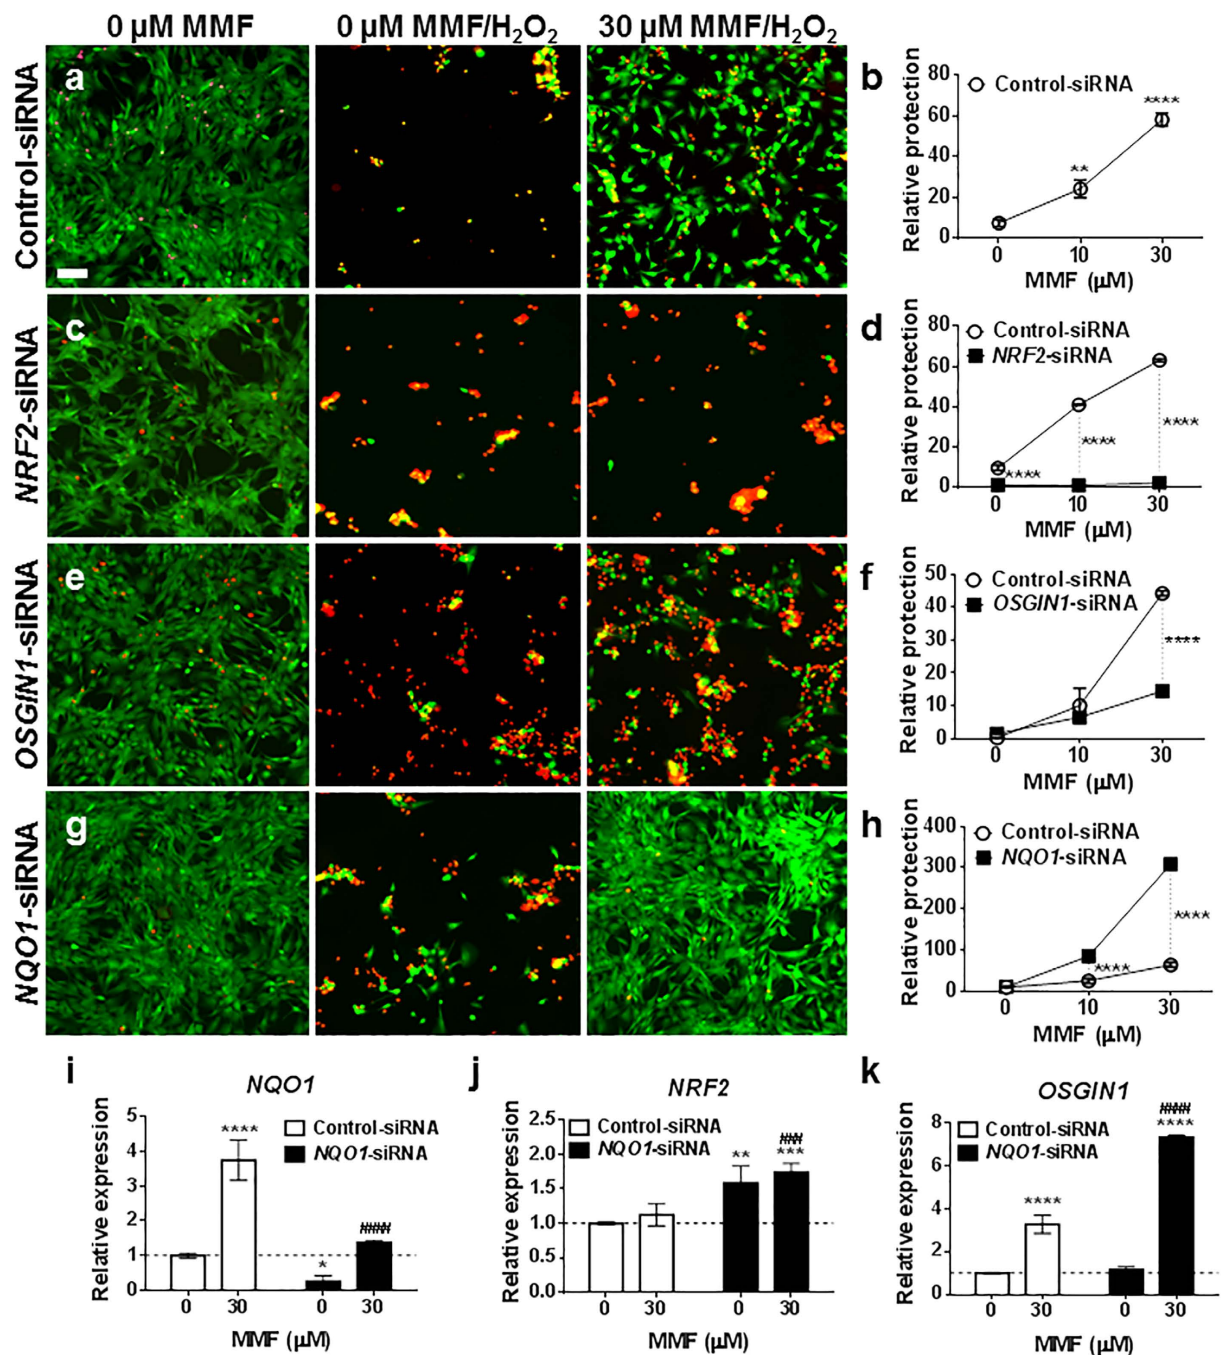 0 µM MMF
0 µM MMF/H₂O₂
30 µM MMF/H₂O₂
Control-siRNA
a
b
Relative protection
80
60
40
20
0
Control-siRNA
**
****
0 10 30
MMF (µM)
NRF2-siRNA
c
d
Relative protection
80
60
40
20
0
Control-siRNA
NRF2-siRNA
****
****
****
0 10 30
MMF (µM)
OSGIN1-siRNA
e
f
Relative protection
50
40
30
20
10
0
Control-siRNA
OSGIN1-siRNA
****
0 10 30
MMF (µM)
NQO1-siRNA
g
h
Relative protection
400
300
200
100
0
Control-siRNA
NQO1-siRNA
****
****
0 10 30
MMF (µM)
i
NQO1
Relative expression
5
4
3
2
1
0
Control-siRNA
NQO1-siRNA
****
*
####
0 30 0 30
MMF (µM)
j
NRF2
Relative expression
2.5
2.0
1.5
1.0
0.5
0.0
Control-siRNA
NQO1-siRNA
**
###
***
0 30 0 30
MMF (µM)
k
OSGIN1
Relative expression
8
6
4
2
0
Control-siRNA
NQO1-siRNA
****
####
****
0 30 0 30
MMF (µM)